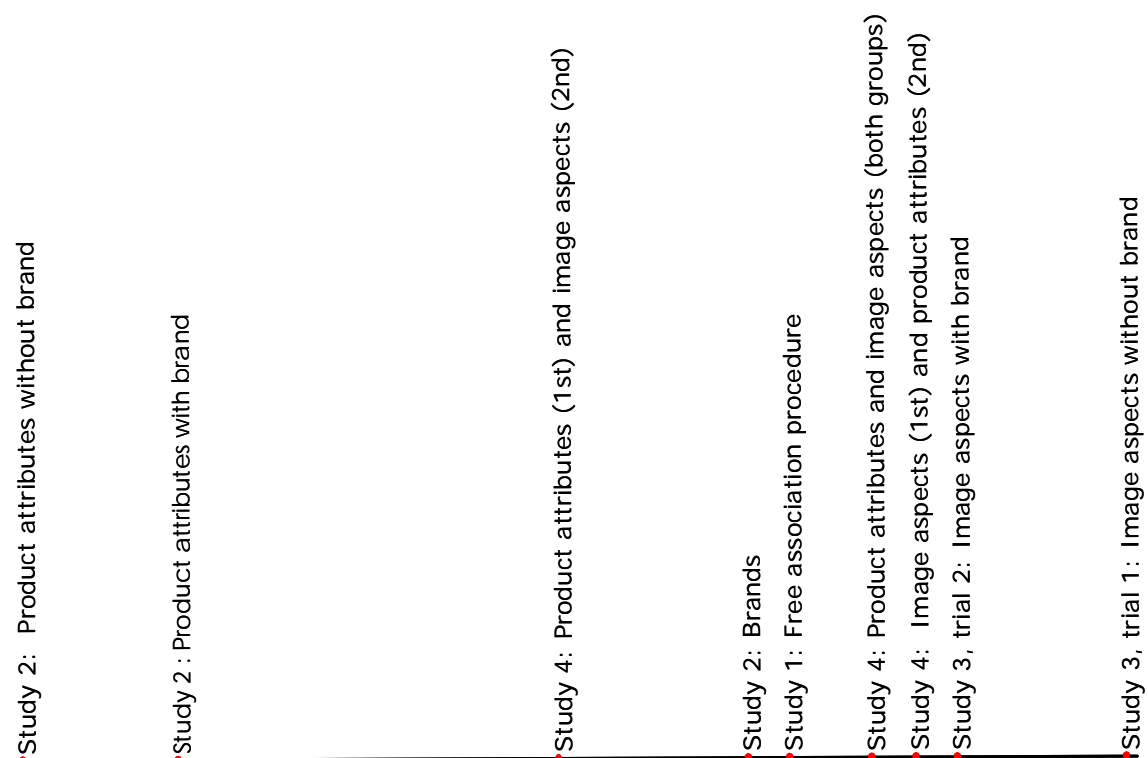 Study 2: Product attributes without brand
Study 2 : Product attributes with brand
Study 4: Product attributes (1st) and image aspects (2nd)
Study 2: Brands
Study 1: Free association procedure
Study 4: Product attributes and image aspects (both groups)
Study 4: Image aspects (1st) and product attributes (2nd)
Study 3, trial 2: Image aspects with brand
Study 3, trial 1: Image aspects without brand